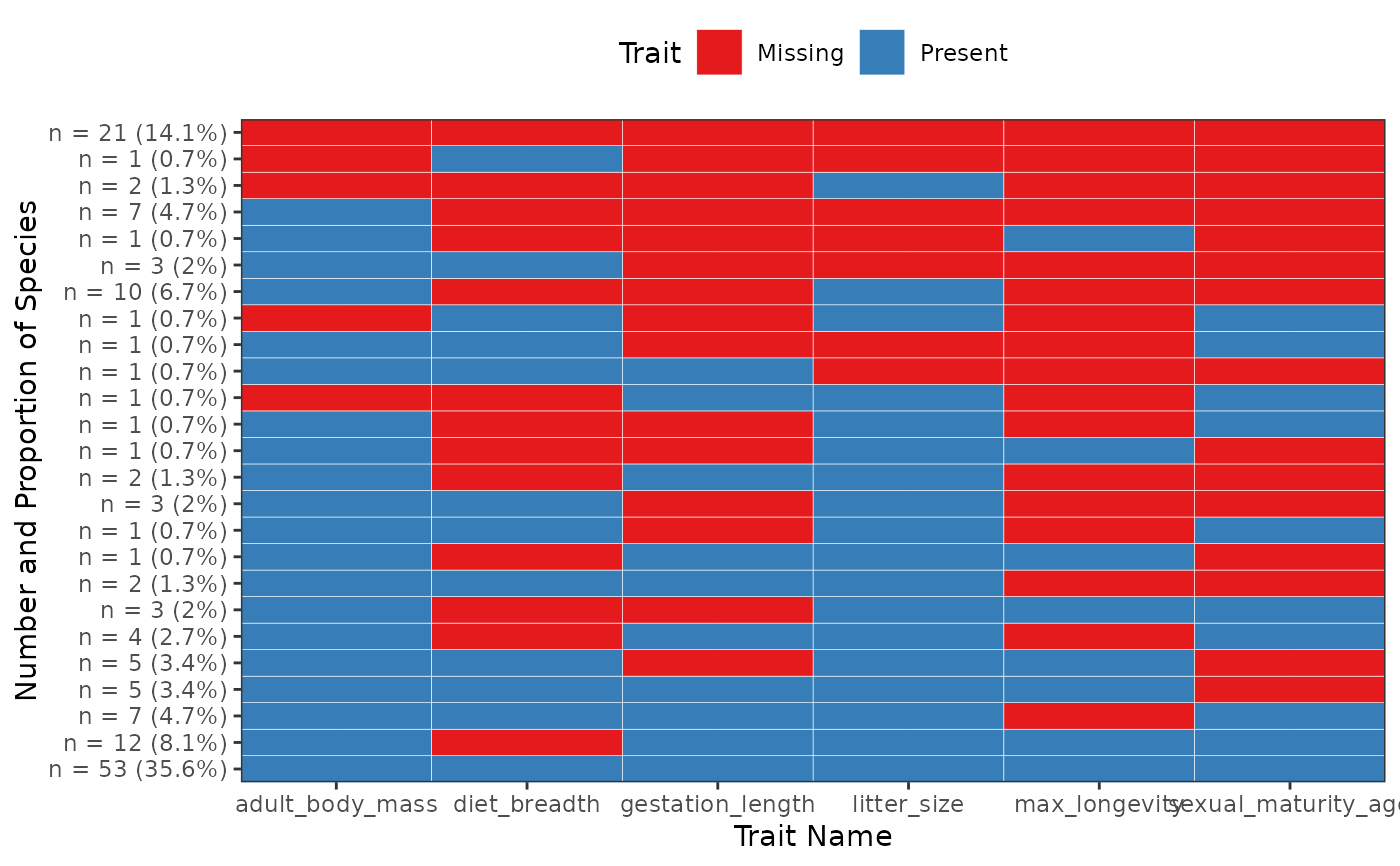 Trait Missing Present
Number and Proportion of Species
n = 21 (14.1%)
n = 1 (0.7%)
n = 2 (1.3%)
n = 7 (4.7%)
n = 1 (0.7%)
n = 3 (2%)
n = 10 (6.7%)
n = 1 (0.7%)
n = 1 (0.7%)
n = 1 (0.7%)
n = 1 (0.7%)
n = 1 (0.7%)
n = 1 (0.7%)
n = 2 (1.3%)
n = 3 (2%)
n = 1 (0.7%)
n = 1 (0.7%)
n = 2 (1.3%)
n = 3 (2%)
n = 4 (2.7%)
n = 5 (3.4%)
n = 5 (3.4%)
n = 7 (4.7%)
n = 12 (8.1%)
n = 53 (35.6%)
adult_body_mass diet_breadth gestation_length litter_size max_longevity sexual_maturity_age
Trait Name